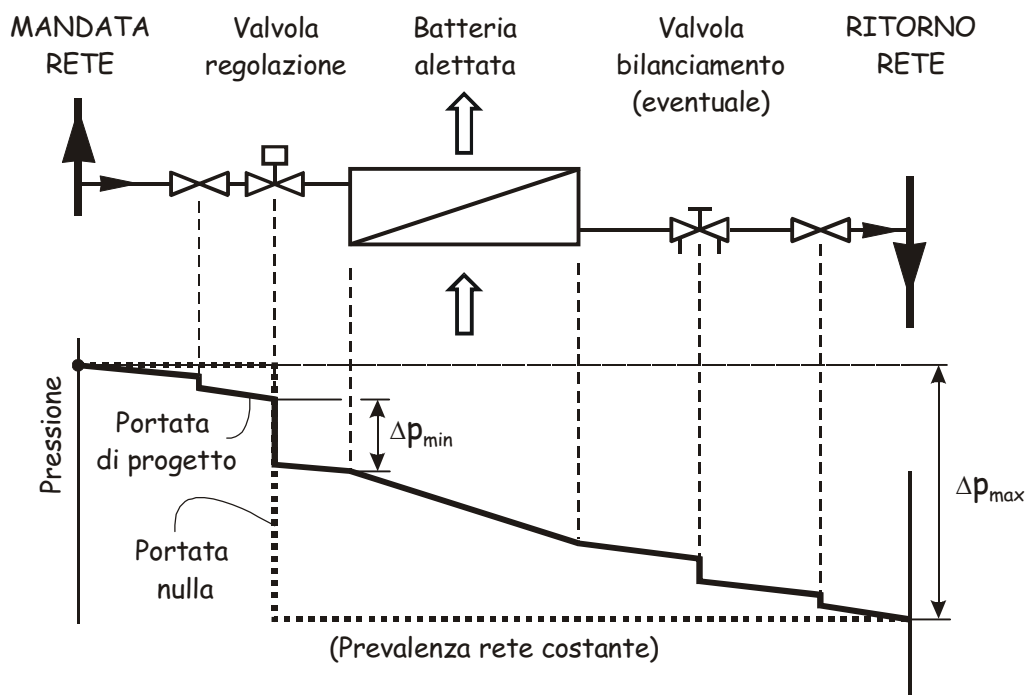 MANDATA
RETE
Valvola
regolazione
Batteria
alettata
Valvola
bilanciamento
(eventuale)
RITORNO
RETE
Pressione
Portata
di progetto
Δpmin
Δpmax
Portata
nulla
(Prevalenza rete costante)